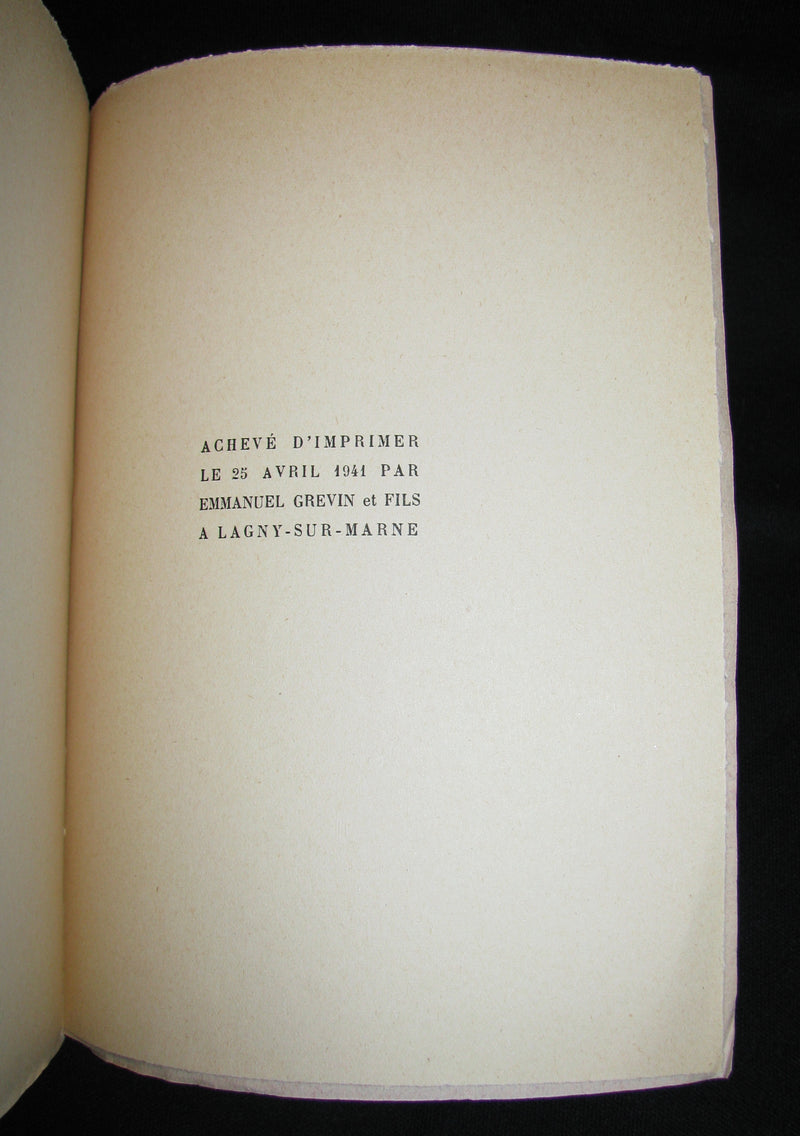 ACHEVÉ D'IMPRIMER
LE 25 AVRIL 1941 PAR
EMMANUEL GREVIN et FILS
A LAGNY-SUR-MARNE